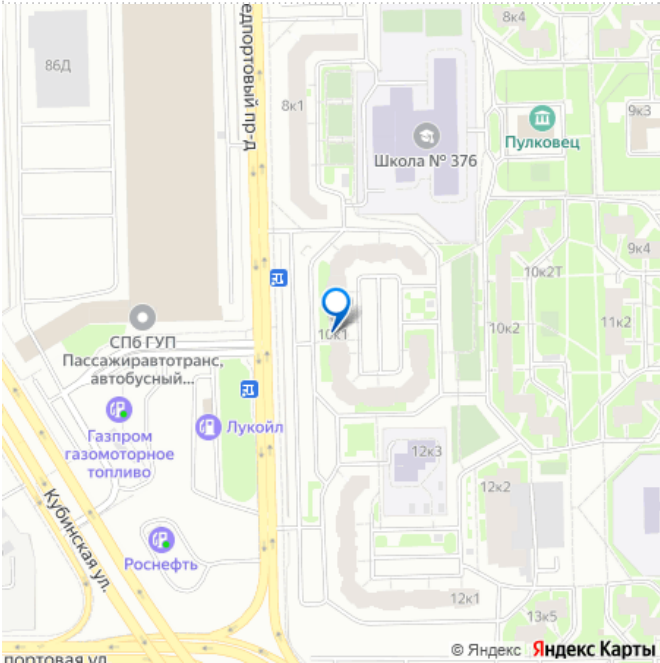 8к4
86Д
едпортовый пр-д
8к1
9к3
Пулковец
Школа № 376
9к4
10к2Т
11к2
10к2
10к1
СПб ГУП
Пассажиравтотранс,
автобусный...
Газпром
газомоторное
топливо
Лукойл
12к3
12к2
Кубинская ул.
Роснефть
12к1
13к5
портовая ул
© Яндекс Яндекс Карты